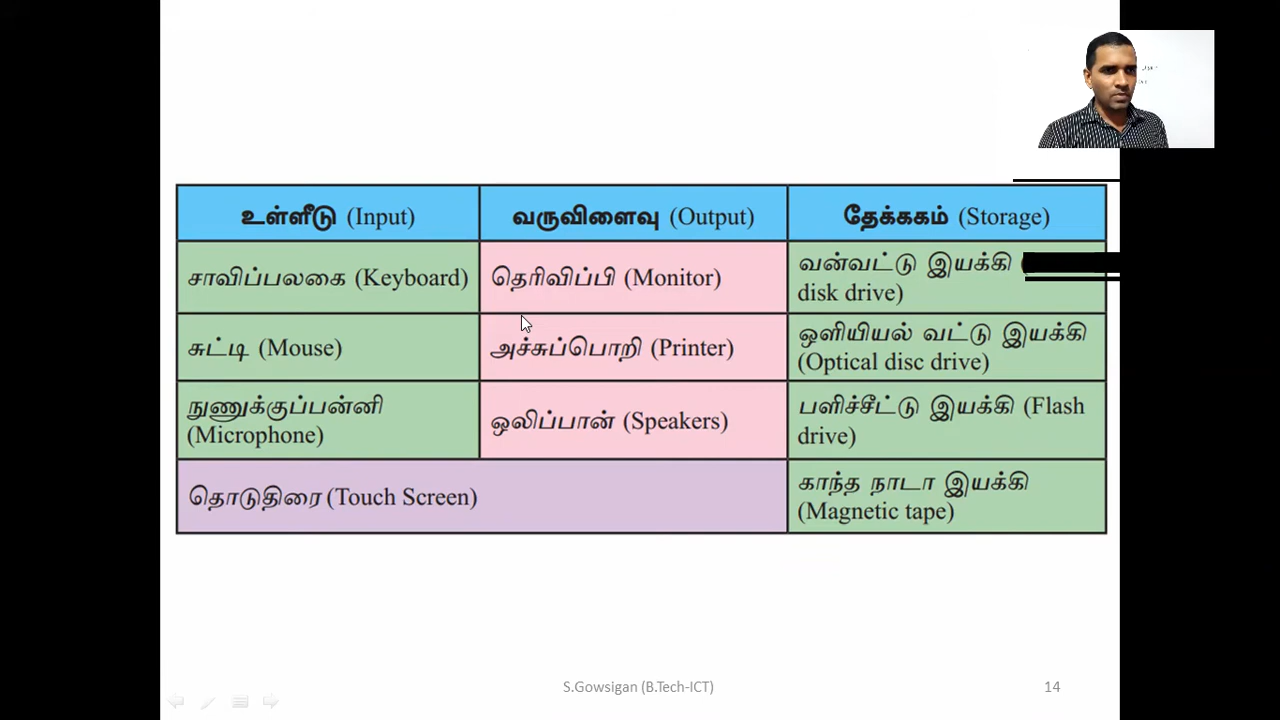 உள்ளீடு (Input)
வருவிளைவு (Output)
தேக்ககம் (Storage)
சாவிப்பலகை (Keyboard)
தெரிவிப்பி (Monitor)
வன்வட்டு இயக்கி
disk drive)
சுட்டி (Mouse)
அச்சுப்பொறி (Printer)
ஒளியியல் வட்டு இயக்கி
(Optical disc drive)
நுணுக்குப்பன்னி
(Microphone)
ஒலிப்பான் (Speakers)
பளிச்சீட்டு இயக்கி (Flash
drive)
தொடுதிரை (Touch Screen)
காந்த நாடா இயக்கி
(Magnetic tape)
S.Gowsigan (B.Tech-ICT)
14